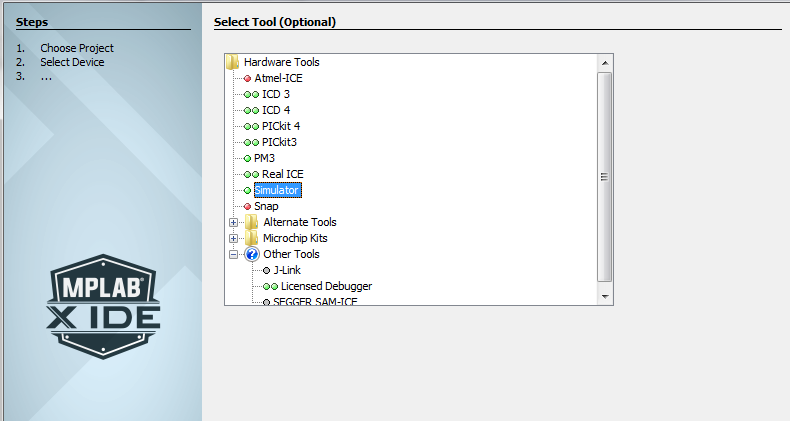 Steps
1. Choose Project
2. Select Device
3. ...
MPLAB®
X IDE
Select Tool (Optional)
Hardware Tools
Atmel-ICE
ICD 3
ICD 4
PICkit 4
PICkit3
PM3
Real ICE
Simulator
Snap
Alternate Tools
Microchip Kits
Other Tools
J-Link
Licensed Debugger
SEGGER SAM-ICE